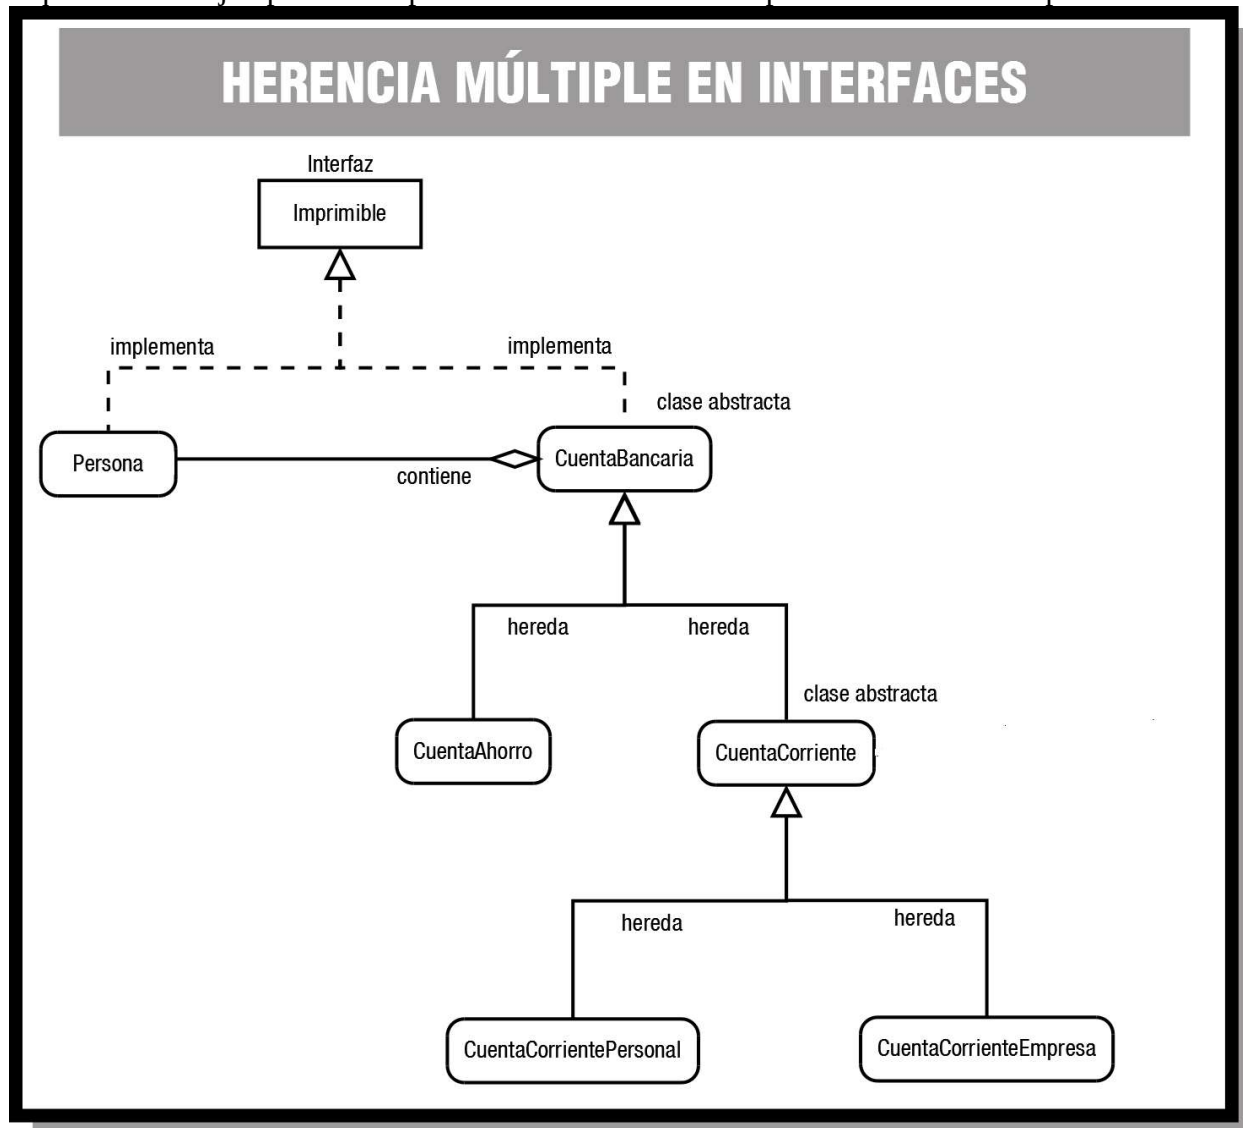 HERENCIA MÚLTIPLE EN INTERFACES
Interfaz
Imprimible
implementa
implementa
clase abstracta
Persona
contiene
CuentaBancaria
hereda
hereda
clase abstracta
CuentaAhorro
CuentaCorriente
hereda
hereda
CuentaCorrientePersonal
CuentaCorrienteEmpresa